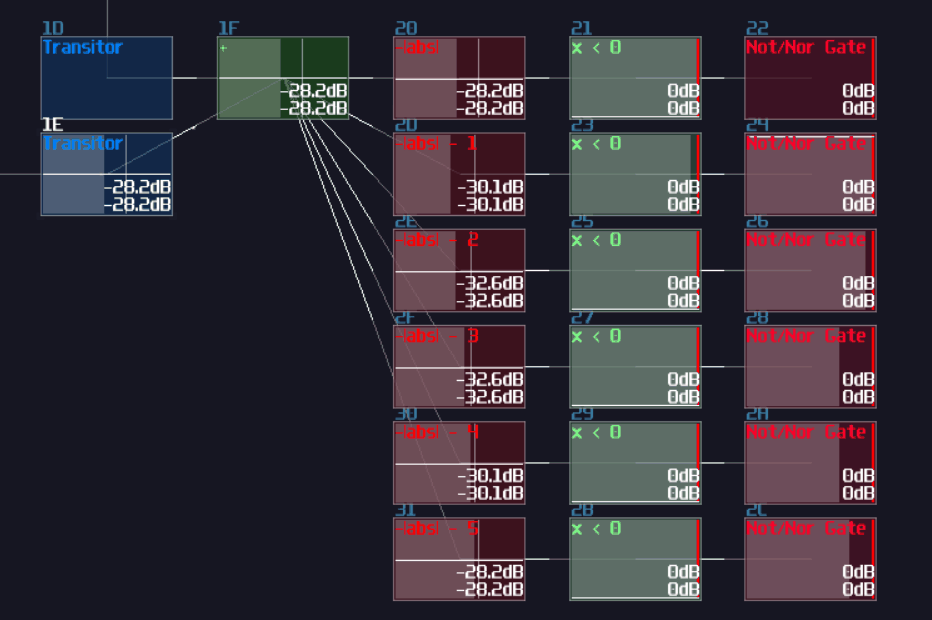 1D
Transitor
1F
+
-28.2dB
-28.2dB
20
-|abs|
-28.2dB
-28.2dB
21
x < 0
0dB
0dB
22
Not/Nor Gate
0dB
0dB
1E
Transitor
-28.2dB
-28.2dB
2D
-|abs| - 1
-30.1dB
-30.1dB
23
x < 0
0dB
0dB
24
Not/Nor Gate
0dB
0dB
2E
-|abs| - 2
-32.6dB
-32.6dB
25
x < 0
0dB
0dB
26
Not/Nor Gate
0dB
0dB
2F
-|abs| - 3
-32.6dB
-32.6dB
27
x < 0
0dB
0dB
28
Not/Nor Gate
0dB
0dB
30
-|abs| - 4
-30.1dB
-30.1dB
29
x < 0
0dB
0dB
2A
Not/Nor Gate
0dB
0dB
31
-|abs| - 5
-28.2dB
-28.2dB
2B
x < 0
0dB
0dB
2C
Not/Nor Gate
0dB
0dB